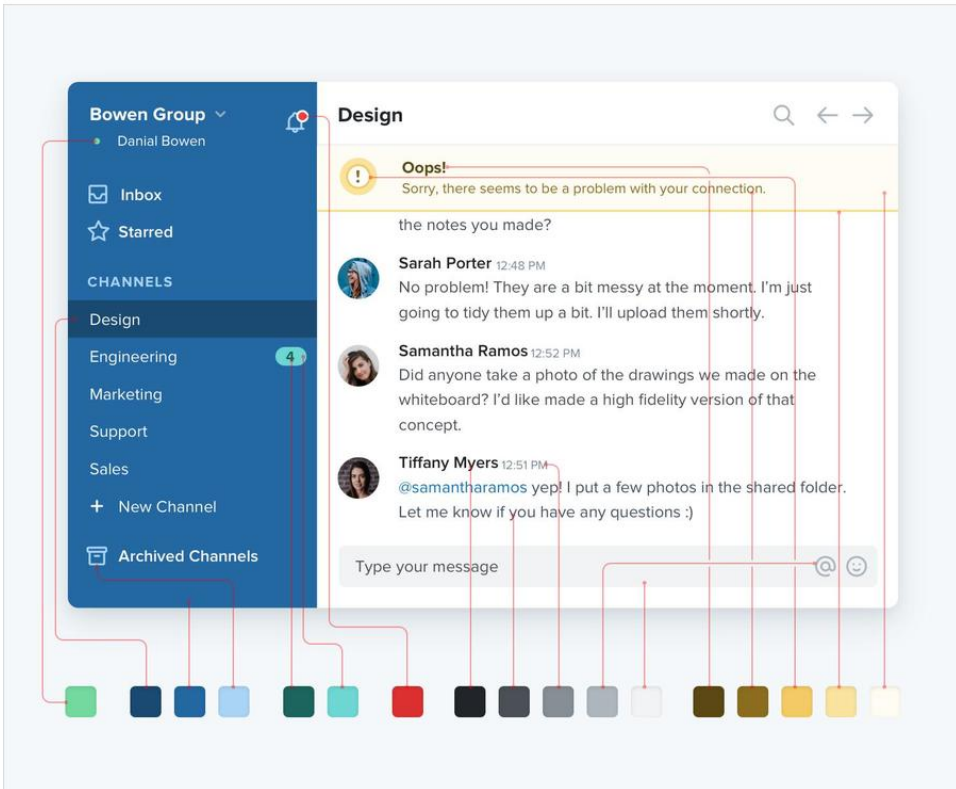 Bowen Group
Danial Bowen
Inbox
Starred
CHANNELS
Design
Engineering 4
Marketing
Support
Sales
+ New Channel
Archived Channels
Design
!
Oops!
Sorry, there seems to be a problem with your connection.
the notes you made?
Sarah Porter 12:48 PM
No problem! They are a bit messy at the moment. I'm just
going to tidy them up a bit. I'll upload them shortly.
Samantha Ramos 12:52 PM
Did anyone take a photo of the drawings we made on the
whiteboard? I'd like made a high fidelity version of that
concept.
Tiffany Myers 12:51 PM
@samantharamos yep! I put a few photos in the shared folder.
Let me know if you have any questions :)
Type your message @